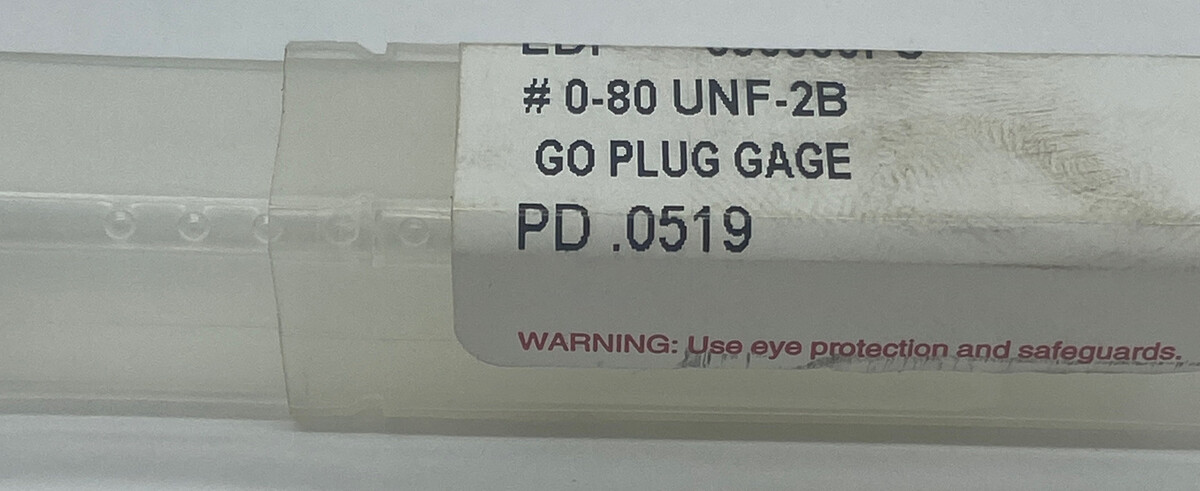 # 0-80 UNF-2B
GO PLUG GAGE
PD .0519
WARNING: Use eye protection and safeguards.